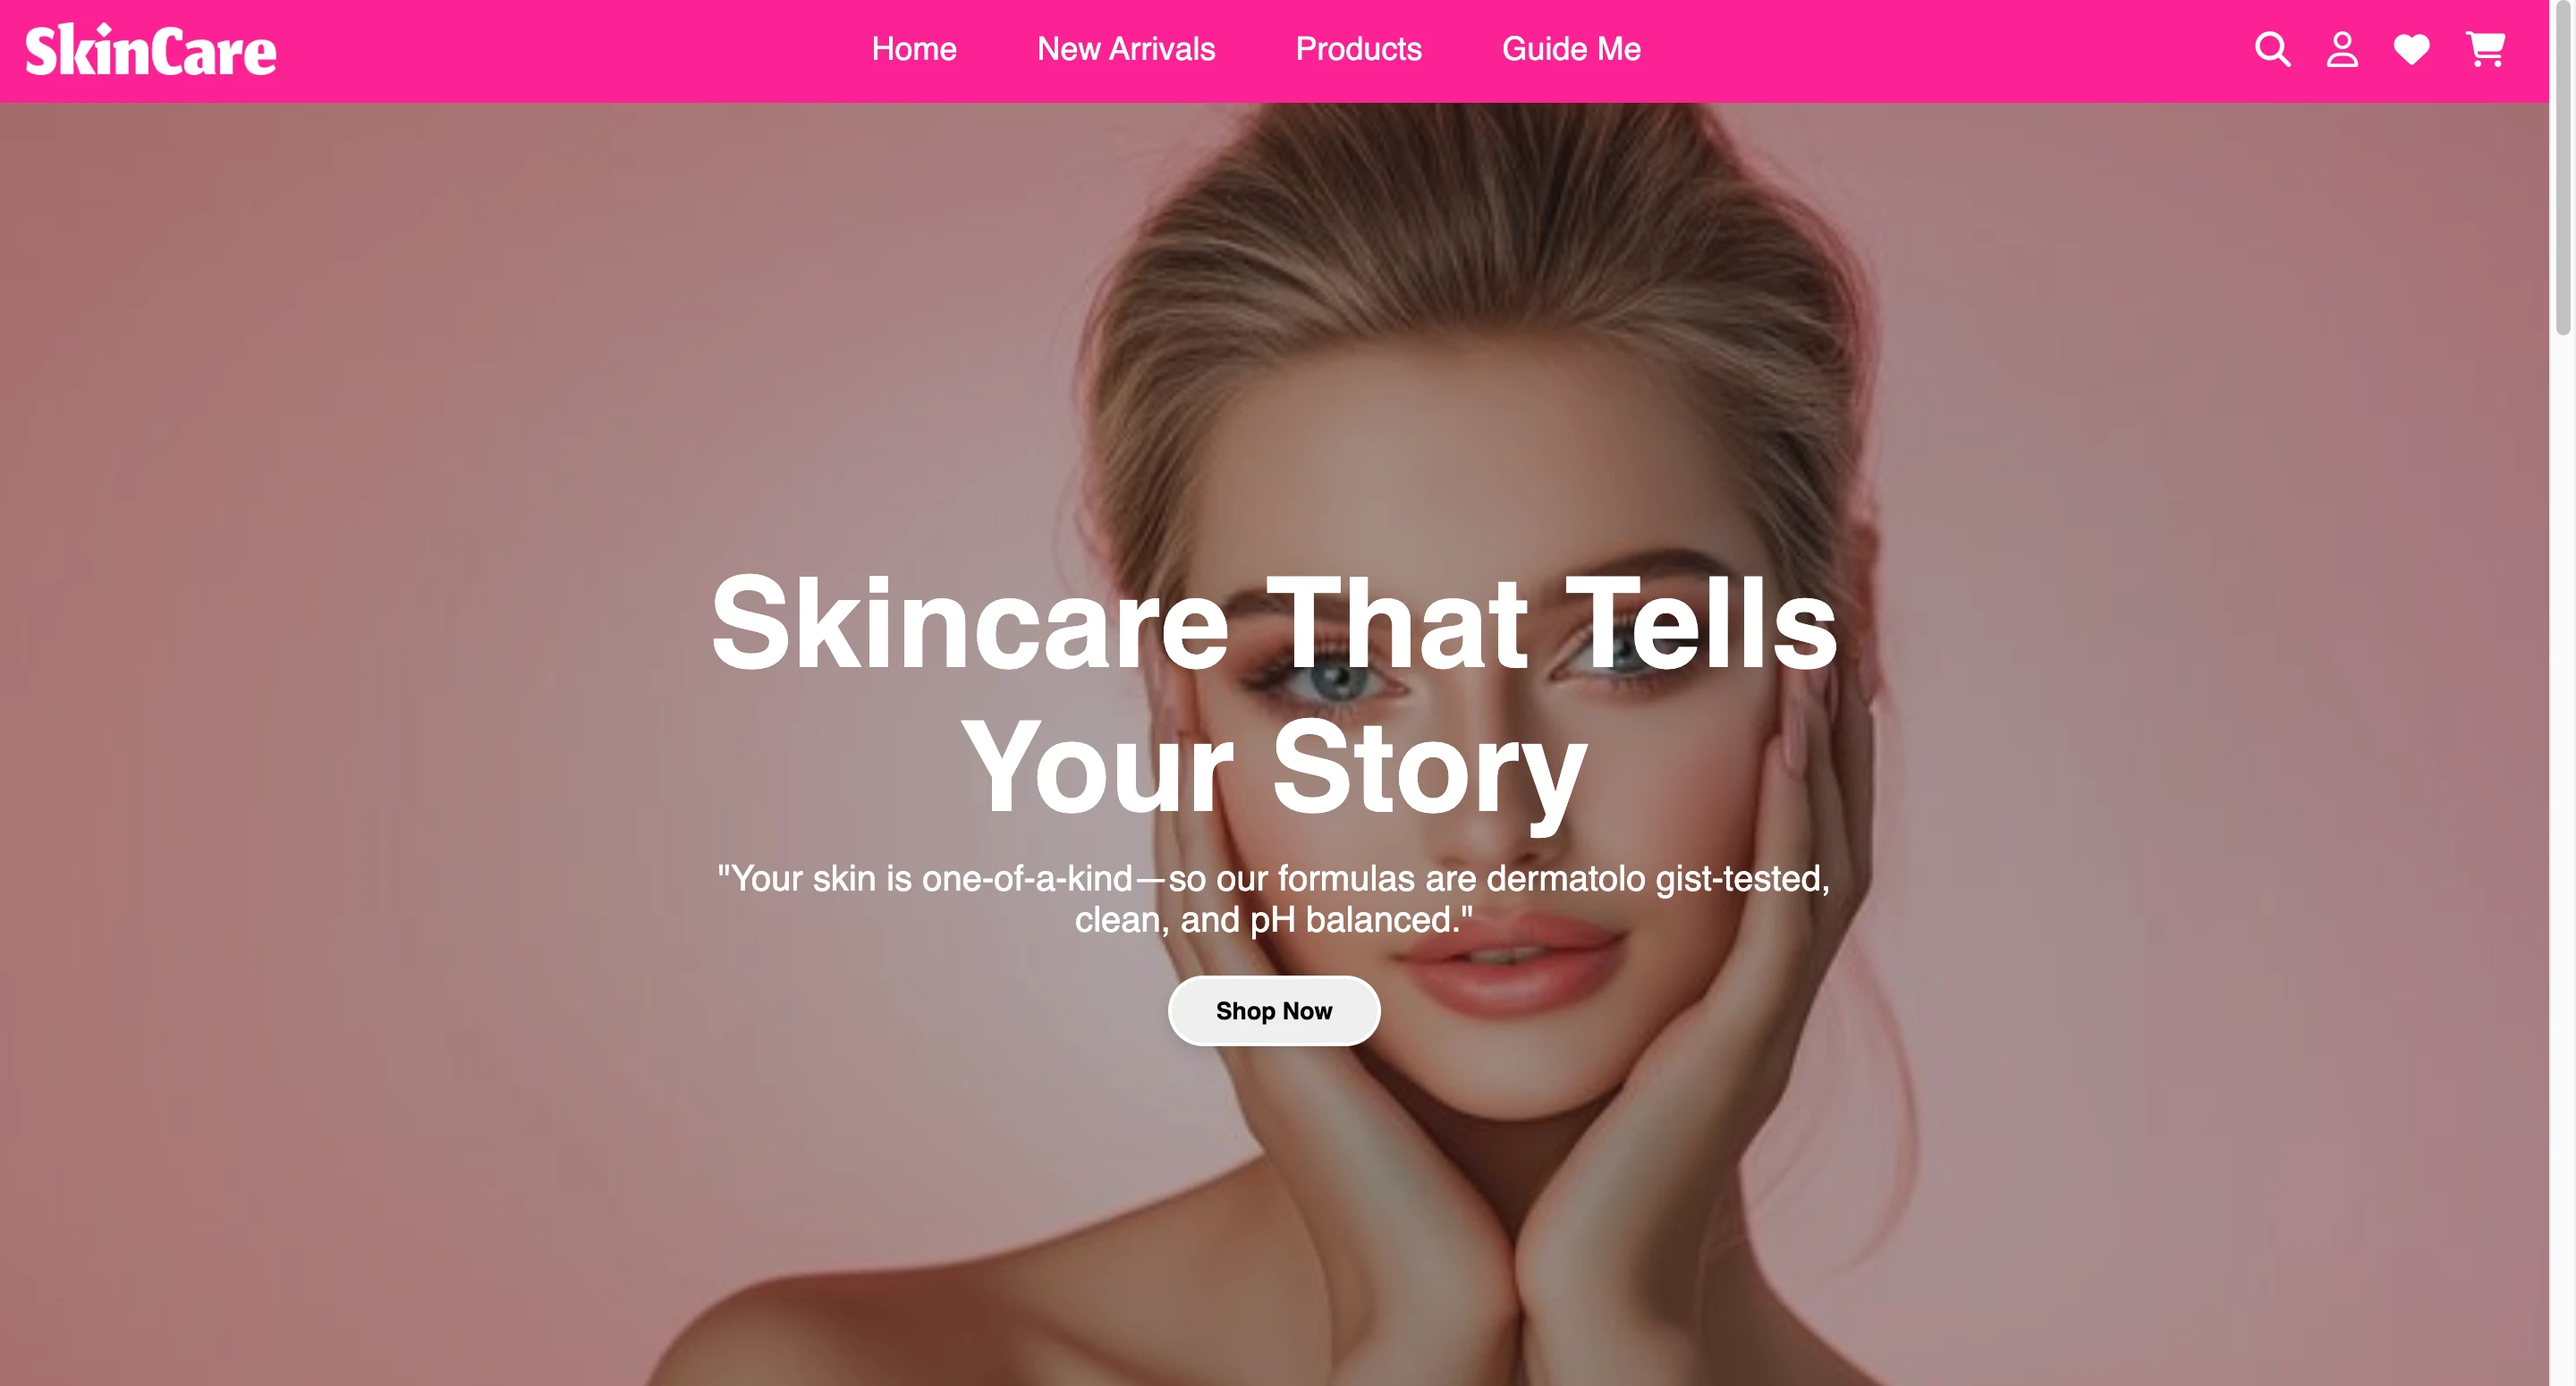 SkinCare
Home
New Arrivals
Products
Guide Me
Skincare That Tells
Your Story
"Your skin is one-of-a-kind—so our formulas are dermatolo gist-tested,
clean, and pH balanced."
Shop Now